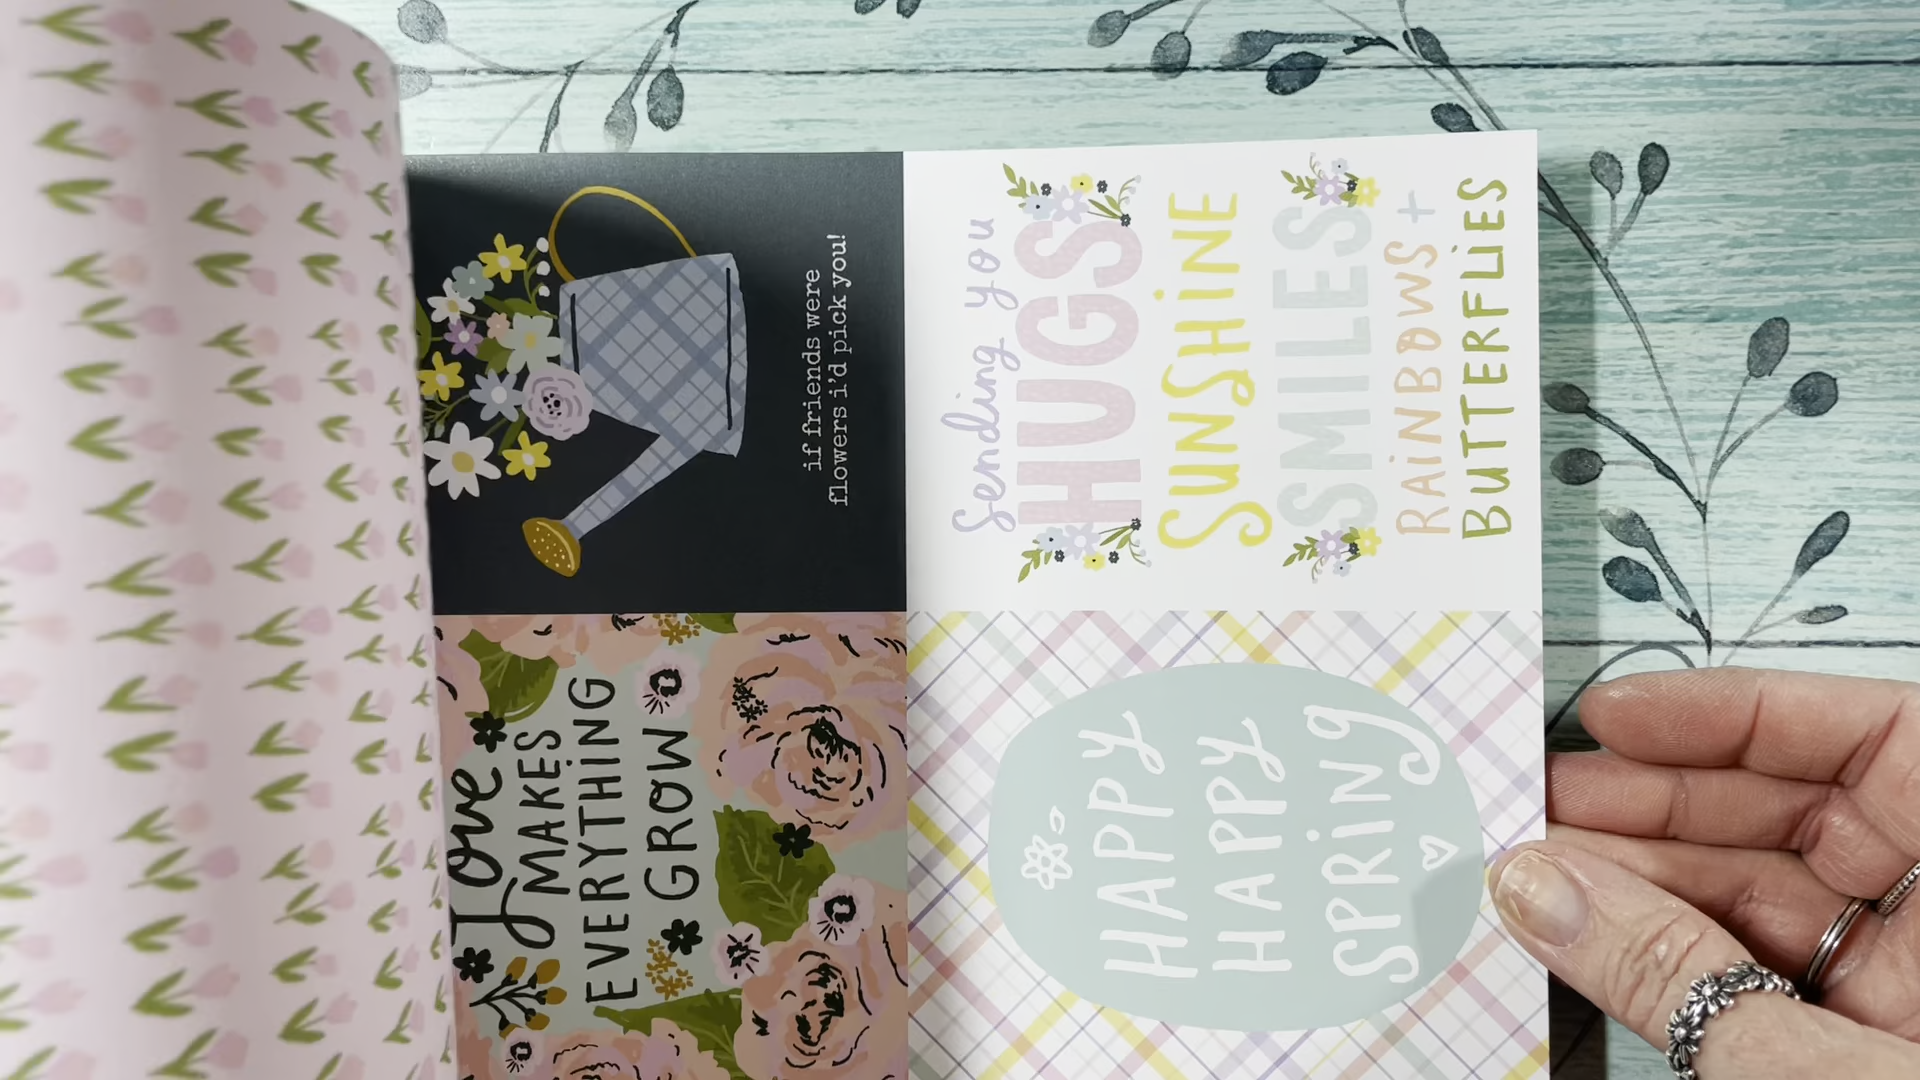 Love
MAKES
EVERYTHING
GROW
if friends were
flowers i'd pick you!
HAPPY
HAPPY
SPRiNg
Sending you
HUGS
SUNSHiNE
SMILES
RAiNBOWS +
BUTTERFLiES